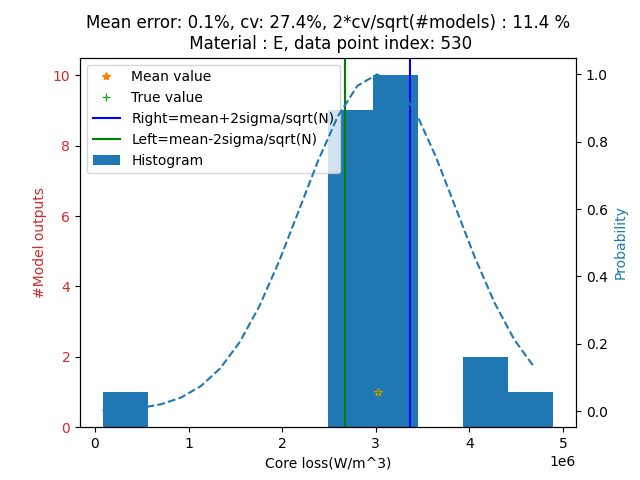 Mean error: 0.1%, cv: 27.4%, 2*cv/sqrt(#models) : 11.4 %
Material : E, data point index: 530
Mean value
True value
Right=mean+2sigma/sqrt(N)
Left=mean-2sigma/sqrt(N)
Histogram
#Model outputs
10
8
6
4
2
0
1.0
0.8
0.6
0.4
0.2
0.0
Probability
0 1 2 3 4 5
1e6
Core loss(W/m^3)